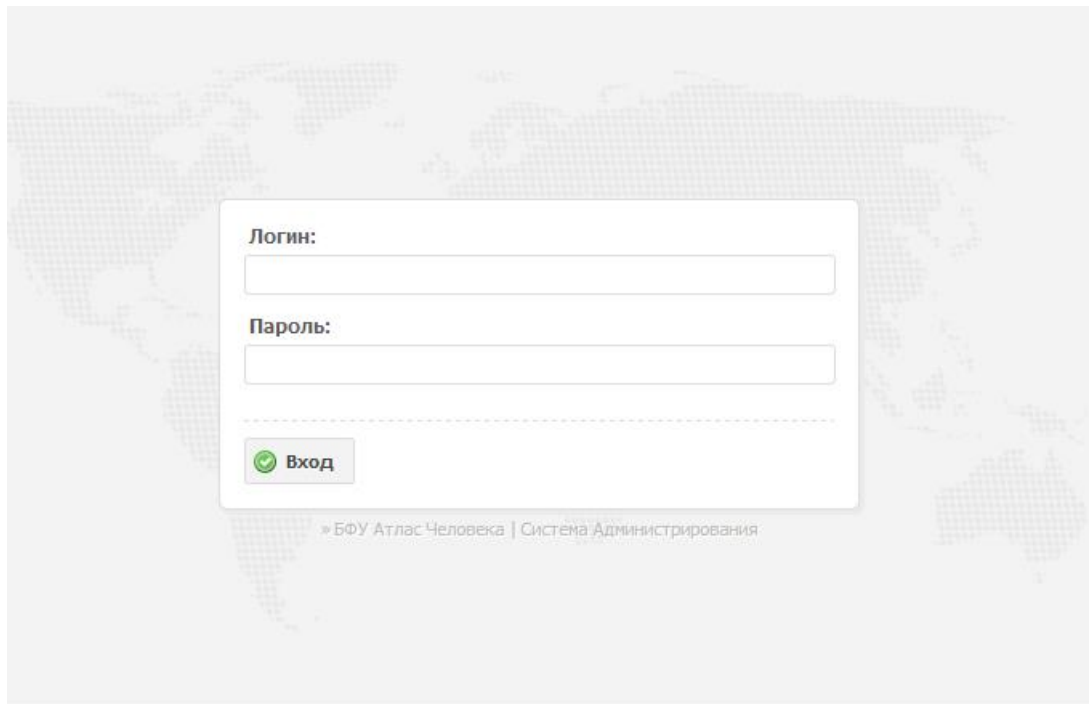 Логин:
Пароль:
Вход
» БФУ Атлас Человека | Система Администрирования